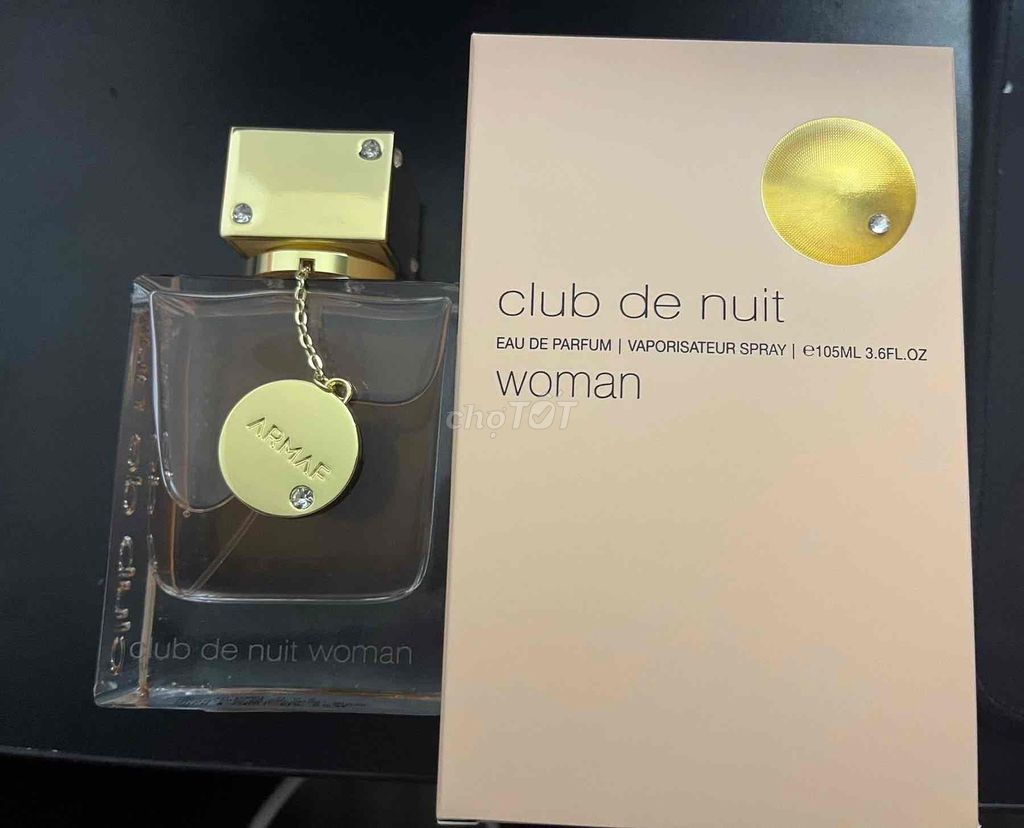 club de nuit
EAU DE PARFUM | VAPORISATEUR SPRAY | ℮105ML 3.6FL.OZ
woman
chợTỐT
ARMAF
club de nuit woman